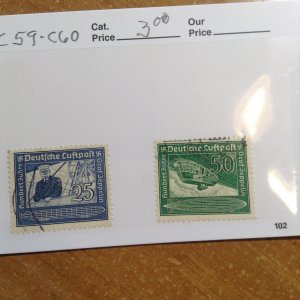 C59-C60
Cat. Price 3.00
Our Price
Deutsche Luftpost
Hundert Jahre
Graf Zeppelin
25
Deutsche Luftpost
50
Hundert Jahre
Graf Zeppelin
102